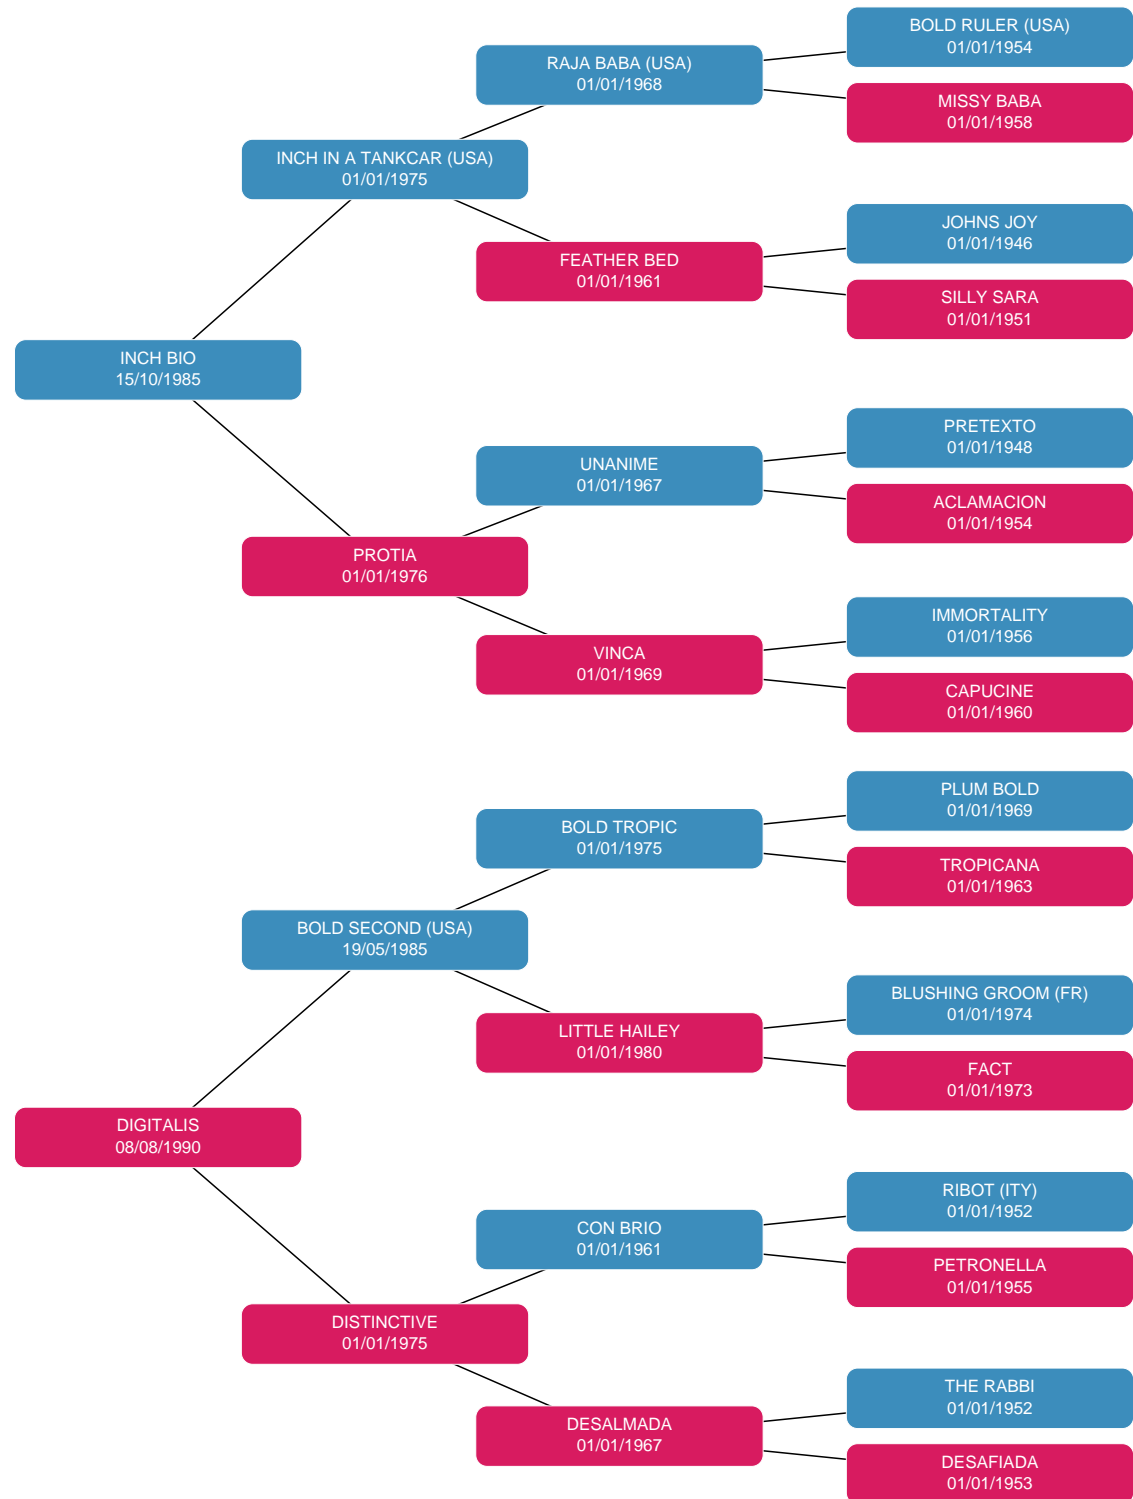 BOLD RULER (USA)
01/01/1954
RAJA BABA (USA)
01/01/1968
MISSY BABA
01/01/1958
INCH IN A TANKCAR (USA)
01/01/1975
JOHNS JOY
01/01/1946
FEATHER BED
01/01/1961
SILLY SARA
01/01/1951
INCH BIO
15/10/1985
PRETEXTO
01/01/1948
UNANIME
01/01/1967
ACLAMACION
01/01/1954
PROTIA
01/01/1976
IMMORTALITY
01/01/1956
VINCA
01/01/1969
CAPUCINE
01/01/1960
PLUM BOLD
01/01/1969
BOLD TROPIC
01/01/1975
TROPICANA
01/01/1963
BOLD SECOND (USA)
19/05/1985
BLUSHING GROOM (FR)
01/01/1974
LITTLE HAILEY
01/01/1980
FACT
01/01/1973
DIGITALIS
08/08/1990
RIBOT (ITY)
01/01/1952
CON BRIO
01/01/1961
PETRONELLA
01/01/1955
DISTINCTIVE
01/01/1975
THE RABBI
01/01/1952
DESALMADA
01/01/1967
DESAFIADA
01/01/1953